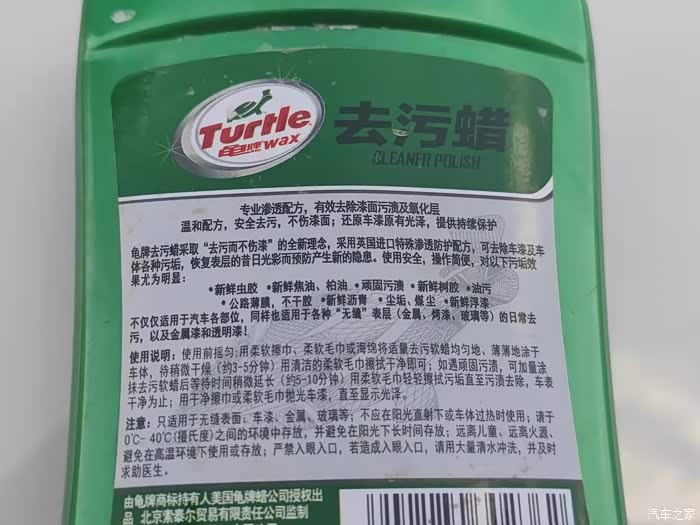 Turtle
龟牌wax
去污蜡
CLEANER POLISH
专业渗透配方，有效去除漆面污渍及氧化层
温和配方，安全去污，不伤漆面；还原车漆原有光泽，提供持续保护
龟牌去污蜡采取“去污而不伤漆”的全新理念，采用英国进口特殊渗透防护配方，可去除车漆及车
体各种污垢，恢复表层的昔日光彩而预防产生新的隐患。使用安全，操作简便，对以下污垢效
果尤为明显：
•新鲜虫胶 •新鲜焦油、柏油 •顽固污渍 •新鲜树胶 •油污
•公路薄膜，不干胶 •新鲜沥青 •尘垢、煤尘 •新鲜浮漆
不仅仅适用于汽车各部位，同样也适用于各种“无缝”表层（金属、烤漆、玻璃等）的日常去
污，以及金属漆和透明漆！
使用说明：使用前摇匀：用柔软擦巾、柔软毛巾或海绵将适量去污软蜡均匀地、薄薄地涂于
车体，待稍微干燥（约3-5分钟）用清洁的柔软毛巾擦拭干净即可；如遇顽固污渍，可加量涂
抹去污软蜡后等待时间稍微延长（约5-10分钟）用柔软毛巾轻轻擦拭污垢直至污渍去除，车表
干净为止；用干净擦巾或柔软毛巾抛光车漆，直至显示光泽。
注意：只适用于无缝表面：车漆、金属、玻璃等；不应在阳光直射下或车体过热时使用；请于
0℃-40℃(摄氏度)之间的环境中存放，并避免在阳光下长时间存放；远离儿童、远离火源、
避免在高温环境下使用或存放；严禁入眼入口，若造成入眼入口，请用大量清水冲洗，并及时
求助医生。
由龟牌商标持有人美国龟牌蜡公司授权出
品 北京索泰尔贸易有限责任公司监制
汽车之家